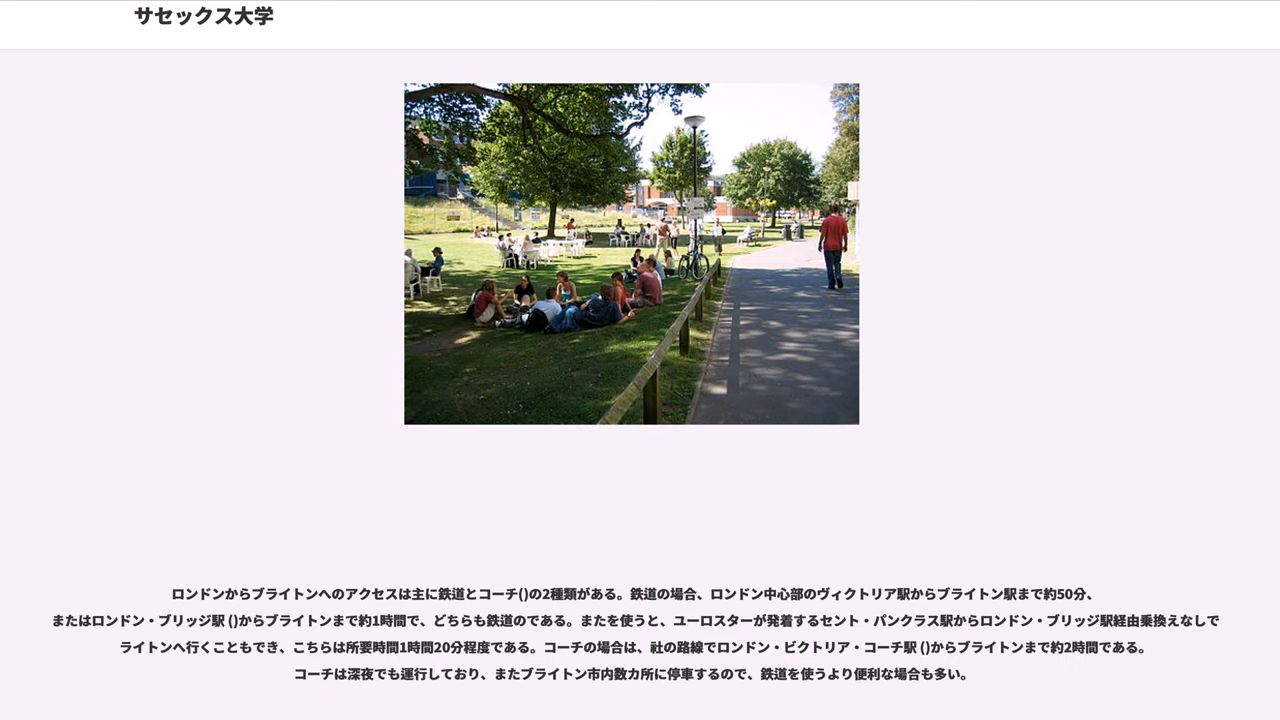 サセックス大学
ロンドンからブライトンへのアクセスは主に鉄道とコーチ()の2種類がある。鉄道の場合、ロンドン中心部のヴィクトリア駅からブライトン駅まで約50分、
またはロンドン・ブリッジ駅 ()からブライトンまで約1時間で、どちらも鉄道のである。またを使うと、ユーロスターが発着するセント・パンクラス駅からロンドン・ブリッジ駅経由乗換えなしで
ライトンへ行くこともでき、こちらは所要時間1時間20分程度である。コーチの場合は、社の路線でロンドン・ビクトリア・コーチ駅 ()からブライトンまで約2時間である。
コーチは深夜でも運行しており、またブライトン市内数カ所に停車するので、鉄道を使うより便利な場合も多い。